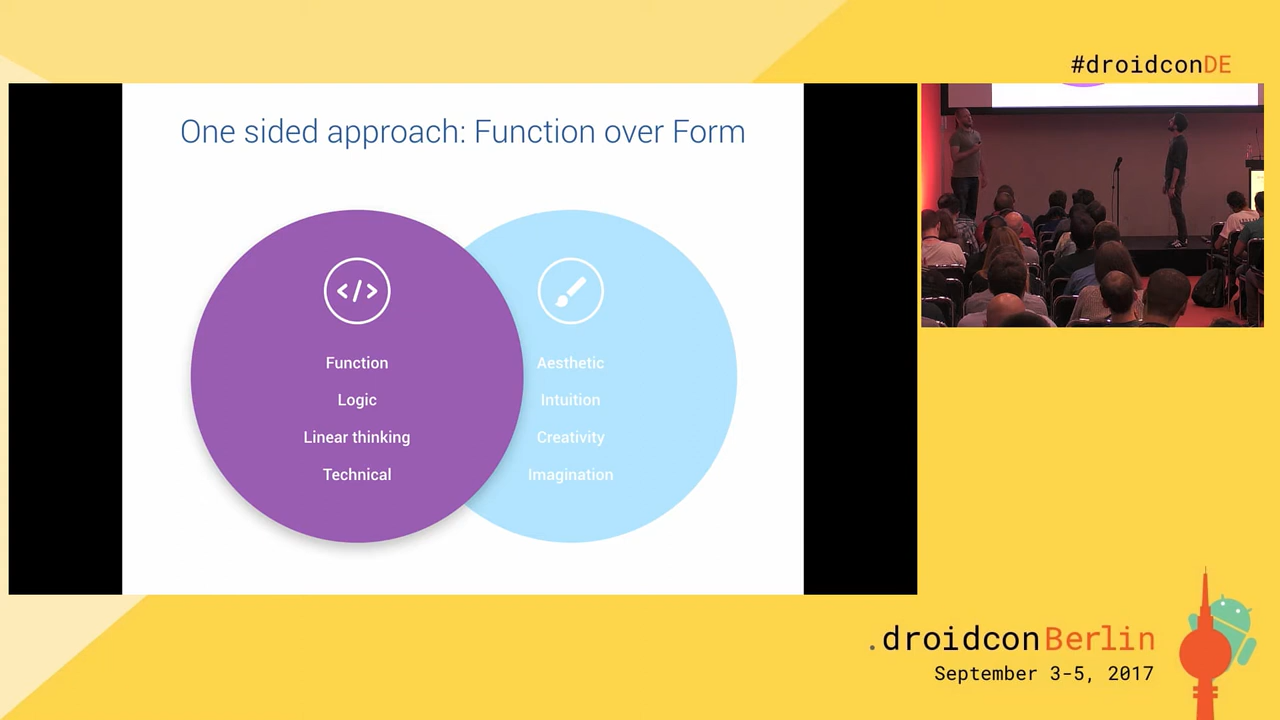 #droidconDE
One sided approach: Function over Form
</>
Function
Logic
Linear thinking
Technical
Aesthetic
Intuition
Creativity
Imagination
.droidconBerlin
September 3-5, 2017